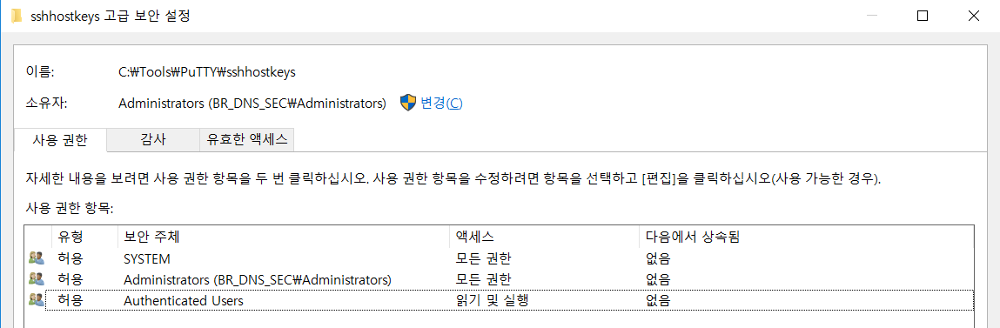 sshhostkeys 고급 보안 설정
이름: C:\Tools\PuTTY\sshhostkeys
소유자: Administrators (BR_DNS_SEC\Administrators) 변경(C)
사용 권한 감사 유효한 액세스
자세한 내용을 보려면 사용 권한 항목을 두 번 클릭하십시오. 사용 권한 항목을 수정하려면 항목을 선택하고 [편집]을 클릭하십시오(사용 가능한 경우).
사용 권한 항목:
유형 보안 주체 액세스 다음에서 상속됨
허용 SYSTEM 모든 권한 없음
허용 Administrators (BR_DNS_SEC\Administrators) 모든 권한 없음
허용 Authenticated Users 읽기 및 실행 없음